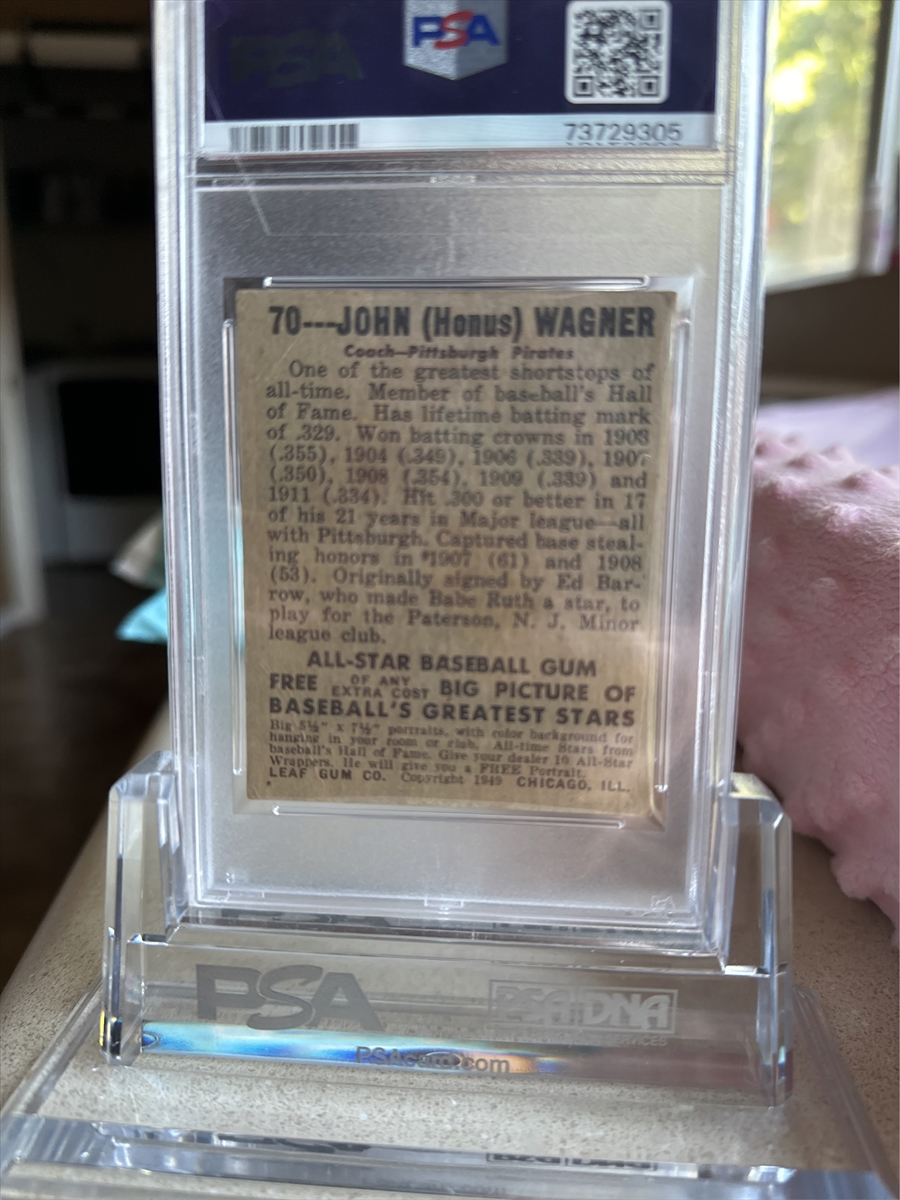 PSA
73729305
70---JOHN (Honus) WAGNER
Coach—Pittsburgh Pirates
One of the greatest shortstops of
all-time. Member of baseball's Hall
of Fame. Has lifetime batting mark
of .329. Won batting crowns in 1903
(.355), 1904 (.349), 1906 (.339), 1907
(.350), 1908 (.354), 1909 (.339) and
1911 (.334). Hit .300 or better in 17
of his 21 years in Major league—all
with Pittsburgh. Captured base steal-
ing honors in 1907 (61) and 1908
(53). Originally signed by Ed Bar-
row, who made Babe Ruth a star, to
play for the Paterson, N. J. Minor
league club.
ALL-STAR BASEBALL GUM
FREE OF ANY EXTRA COST BIG PICTURE OF
BASEBALL'S GREATEST STARS
Big 5½" x 7½" portraits, with color background for
hanging in your room or club. All-time Stars from
baseball's Hall of Fame. Give your dealer 10 All-Star
Wrappers. He will give you a FREE Portrait.
LEAF GUM CO. Copyright 1949 CHICAGO, ILL.
PSA PSA DNA
PSAcard.com